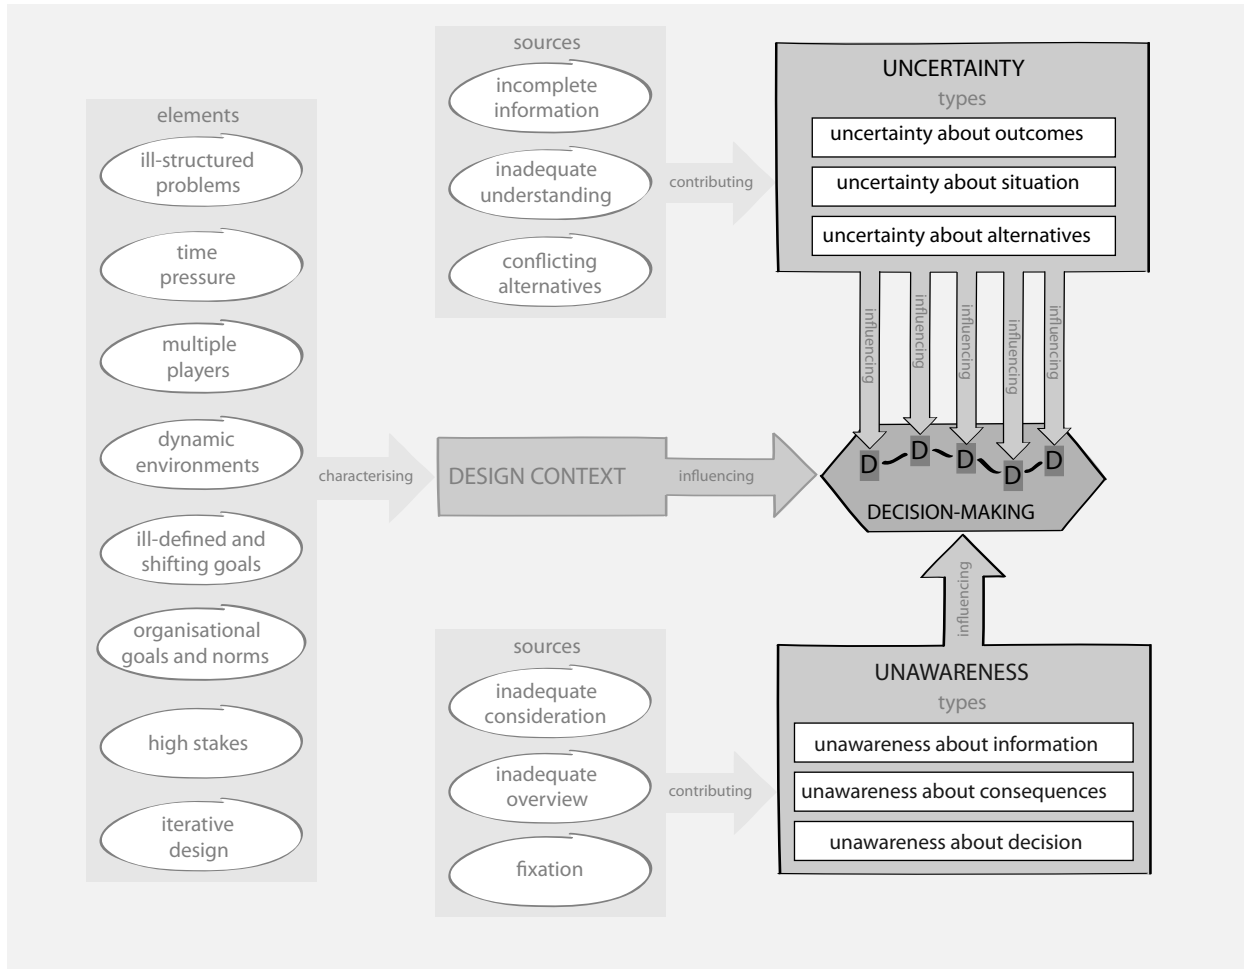 elements
ill-structured
problems
time
pressure
multiple
players
dynamic
environments
ill-defined and
shifting goals
organisational
goals and norms
high stakes
iterative
design
characterising
sources
incomplete
information
inadequate
understanding
conflicting
alternatives
contributing
UNCERTAINTY
types
uncertainty about outcomes
uncertainty about situation
uncertainty about alternatives
influencing
influencing
influencing
influencing
influencing
DESIGN CONTEXT
influencing
D
D
D
D
D
DECISION-MAKING
influencing
sources
inadequate
consideration
inadequate
overview
fixation
contributing
UNAWARENESS
types
unawareness about information
unawareness about consequences
unawareness about decision